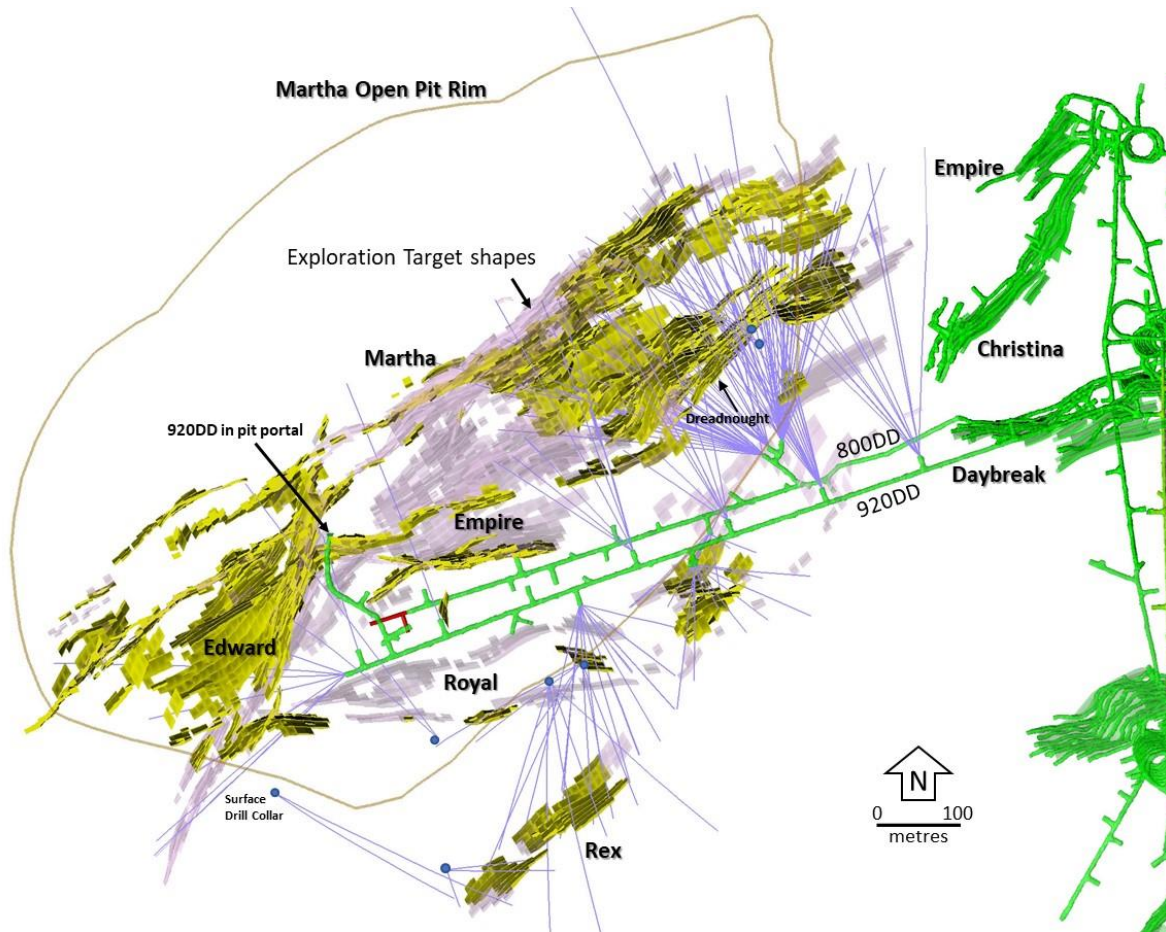 Martha Open Pit Rim
Empire
Exploration Target shapes
Christina
Martha
Dreadnought
920DD in pit portal
800DD
Daybreak
920DD
Empire
Edward
Royal
N
0 100
metres
Surface
Drill Collar
Rex